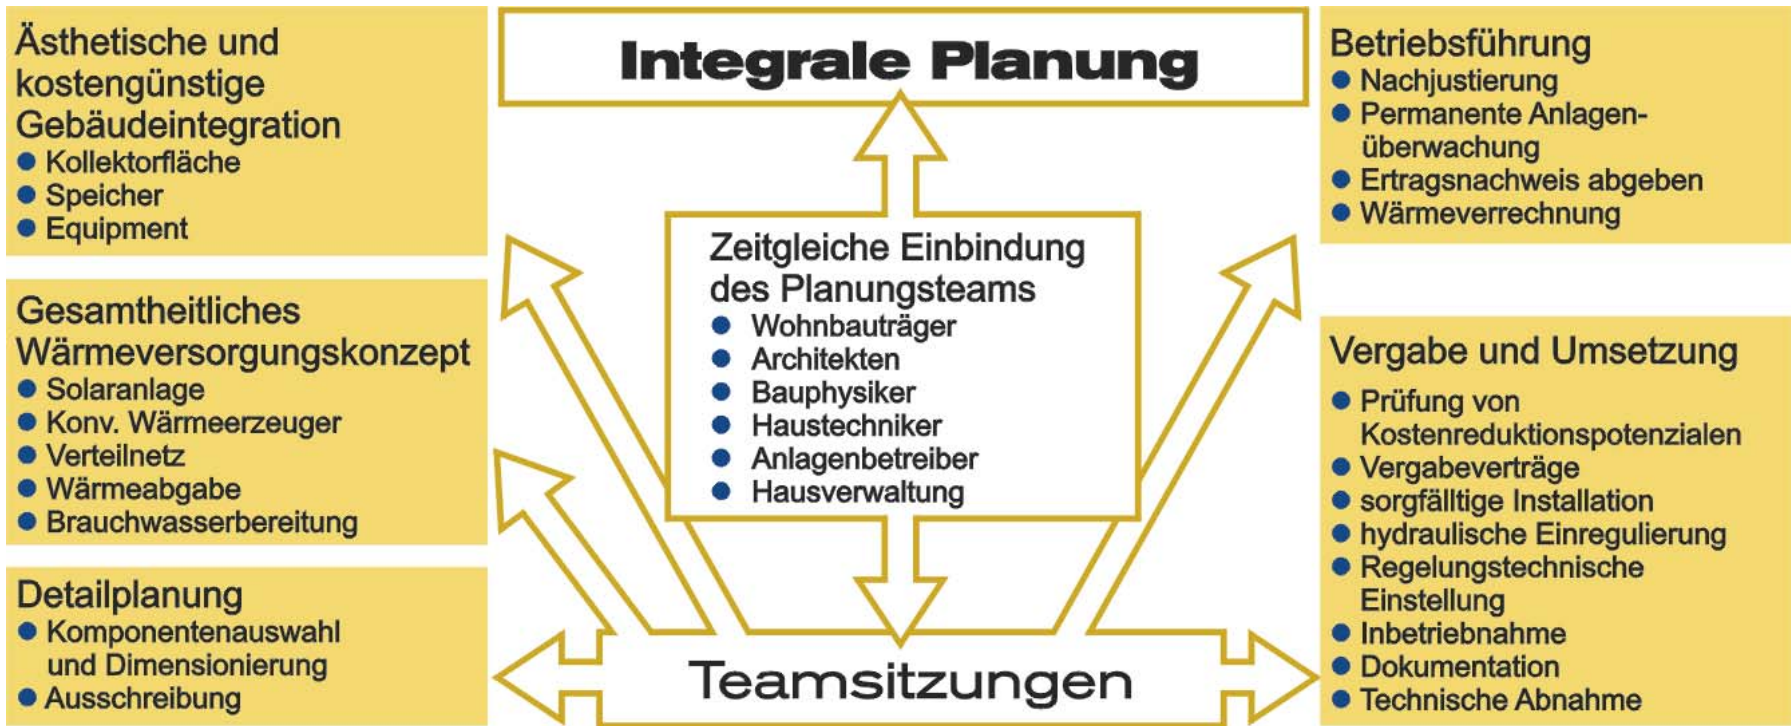 Ästhetische und
kostengünstige
Gebäudeintegration
Kollektorfläche
Speicher
Equipment
Gesamtheitliches
Wärmeversorgungskonzept
Solaranlage
Konv. Wärmeerzeuger
Verteilnetz
Wärmeabgabe
Brauchwasserbereitung
Detailplanung
Komponentenauswahl
und Dimensionierung
Ausschreibung
Integrale Planung
Zeitgleiche Einbindung
des Planungsteams
Wohnbauträger
Architekten
Bauphysiker
Haustechniker
Anlagenbetreiber
Hausverwaltung
Teamsitzungen
Betriebsführung
Nachjustierung
Permanente Anlagen-
überwachung
Ertragsnachweis abgeben
Wärmeverrechnung
Vergabe und Umsetzung
Prüfung von
Kostenreduktionspotenzialen
Vergabeverträge
sorgfälltige Installation
hydraulische Einregulierung
Regelungstechnische
Einstellung
Inbetriebnahme
Dokumentation
Technische Abnahme